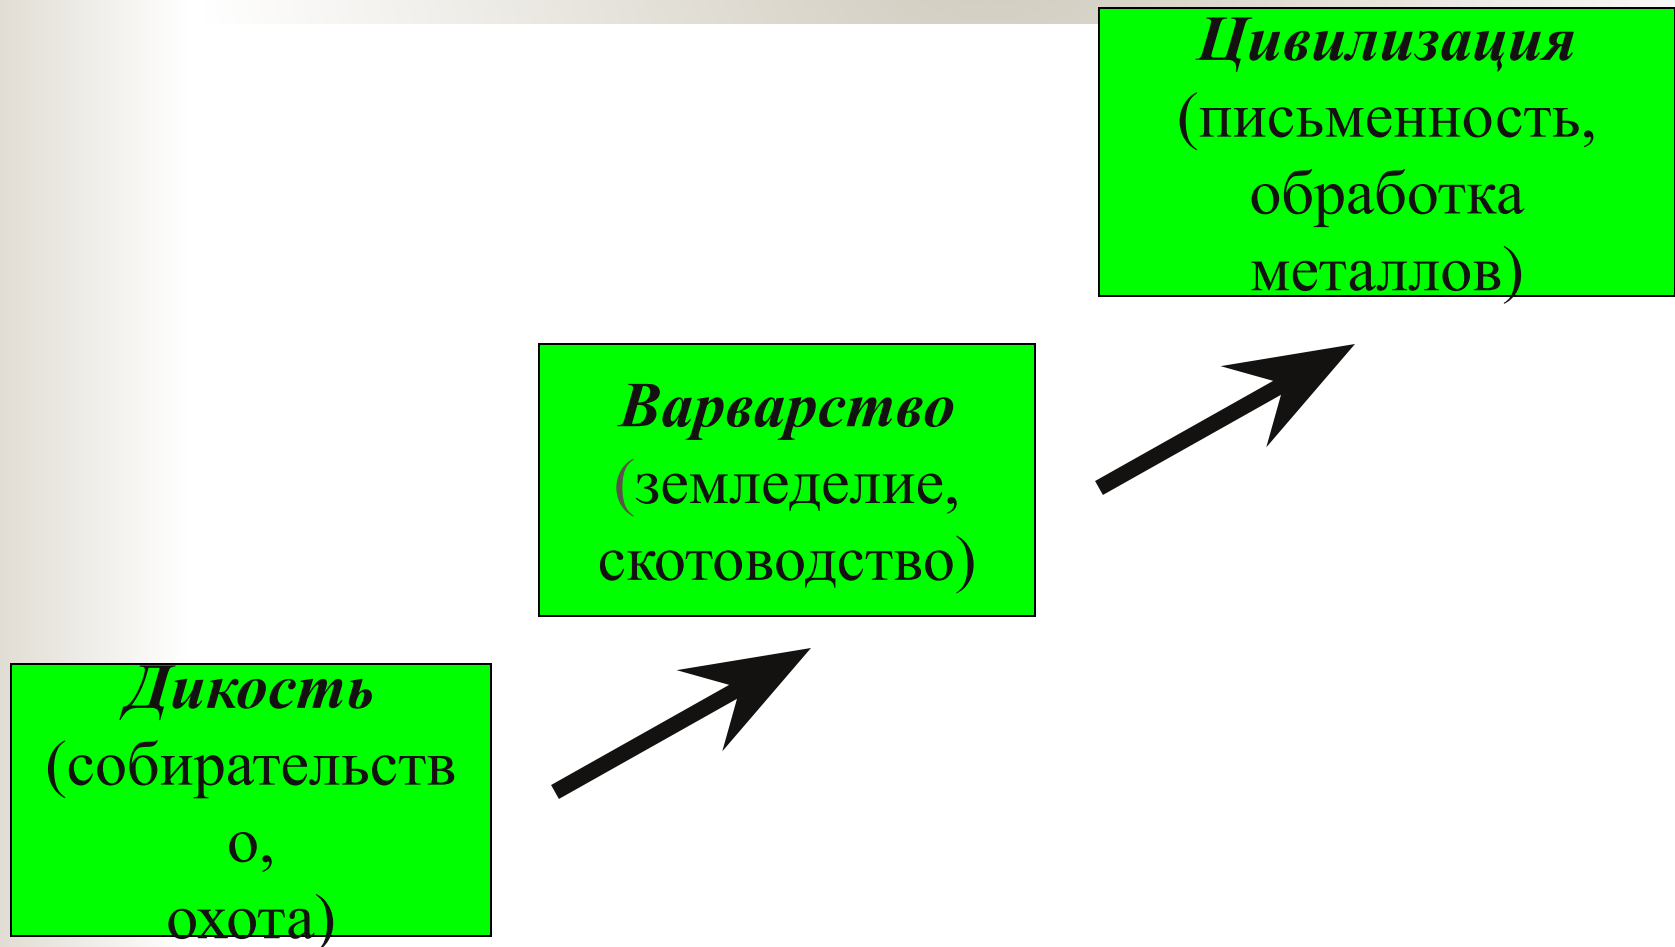 Цивилизация
(письменность,
обработка
металлов)
Варварство
(земледелие,
скотоводство)
Дикость
(собирательств
о,
охота)